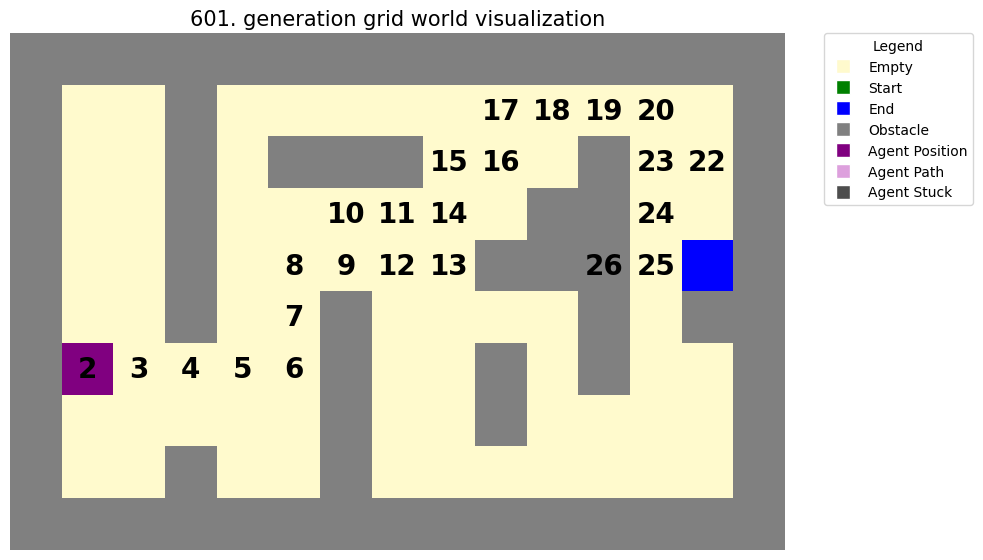 601. generation grid world visualization
Legend
Empty
Start
End
Obstacle
Agent Position
Agent Path
Agent Stuck
17 18 19 20
15 16 23 22
10 11 14 24
8 9 12 13 26 25
7
2 3 4 5 6